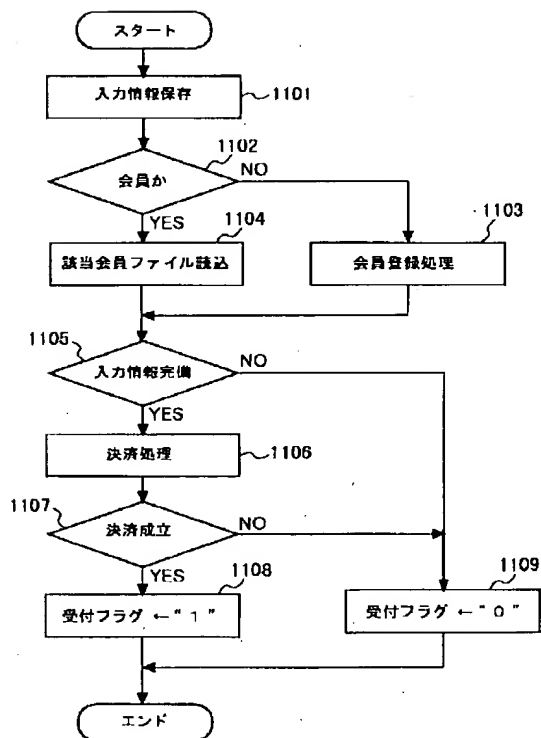 スタート
入力情報保存
1101
1102
会員か
NO
YES
1104
1103
該当会員ファイル読込
会員登録処理
1105
入力情報完備
NO
YES
決済処理
1106
1107
決済成立
NO
YES
1108
1109
受付フラグ ←“1”
受付フラグ ←“0”
エンド